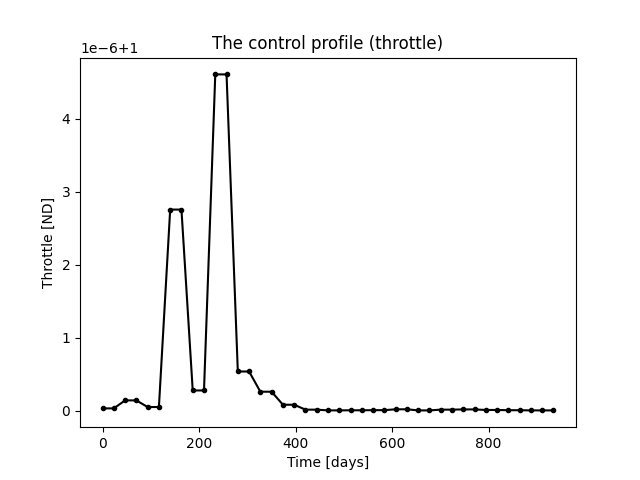 The control profile (throttle)
1e−6+1
4
3
2
1
0
Throttle [ND]
0 200 400 600 800
Time [days]